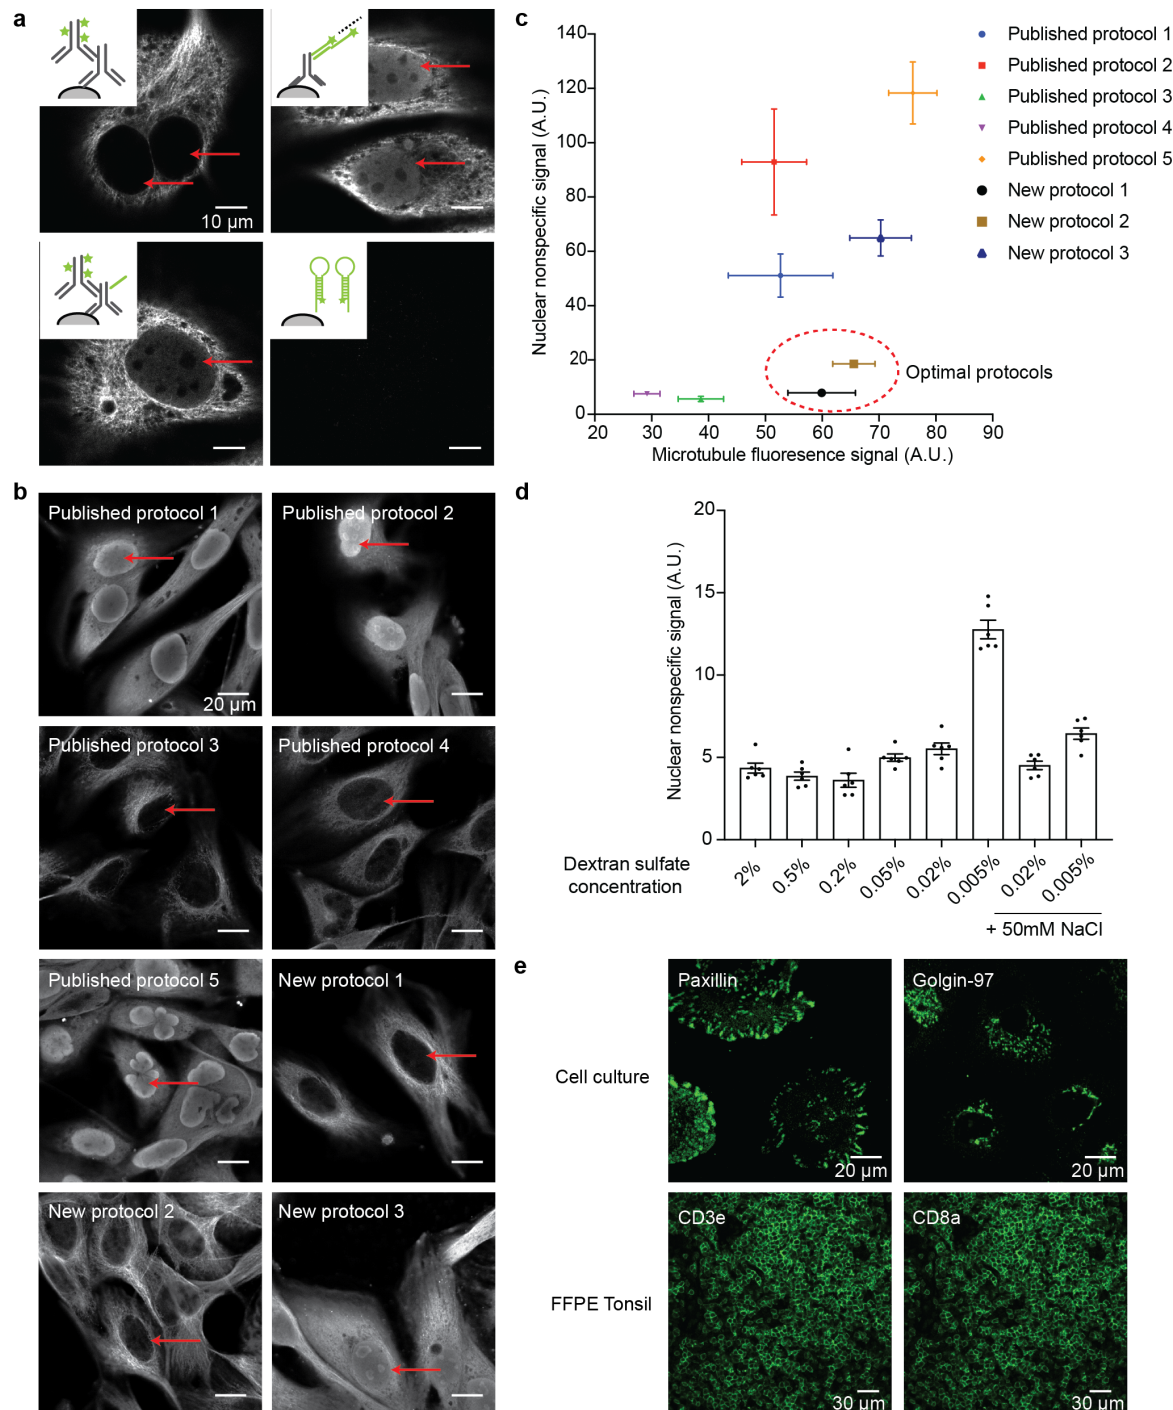 a
10 µm
b
Published protocol 1
20 µm
Published protocol 2
Published protocol 3
Published protocol 4
Published protocol 5
New protocol 1
New protocol 2
New protocol 3
c
Nuclear nonspecific signal (A.U.)
140
120
100
80
60
40
20
0
20 30 40 50 60 70 80 90
Microtubule fluoresence signal (A.U.)
Optimal protocols
Published protocol 1
Published protocol 2
Published protocol 3
Published protocol 4
Published protocol 5
New protocol 1
New protocol 2
New protocol 3
d
Nuclear nonspecific signal (A.U.)
20
15
10
5
0
Dextran sulfate
concentration
2% 0.5% 0.2% 0.05% 0.02% 0.005% 0.02% 0.005%
+ 50mM NaCl
e
Cell culture
Paxillin
20 µm
Golgin-97
20 µm
FFPE Tonsil
CD3e
30 µm
CD8a
30 µm